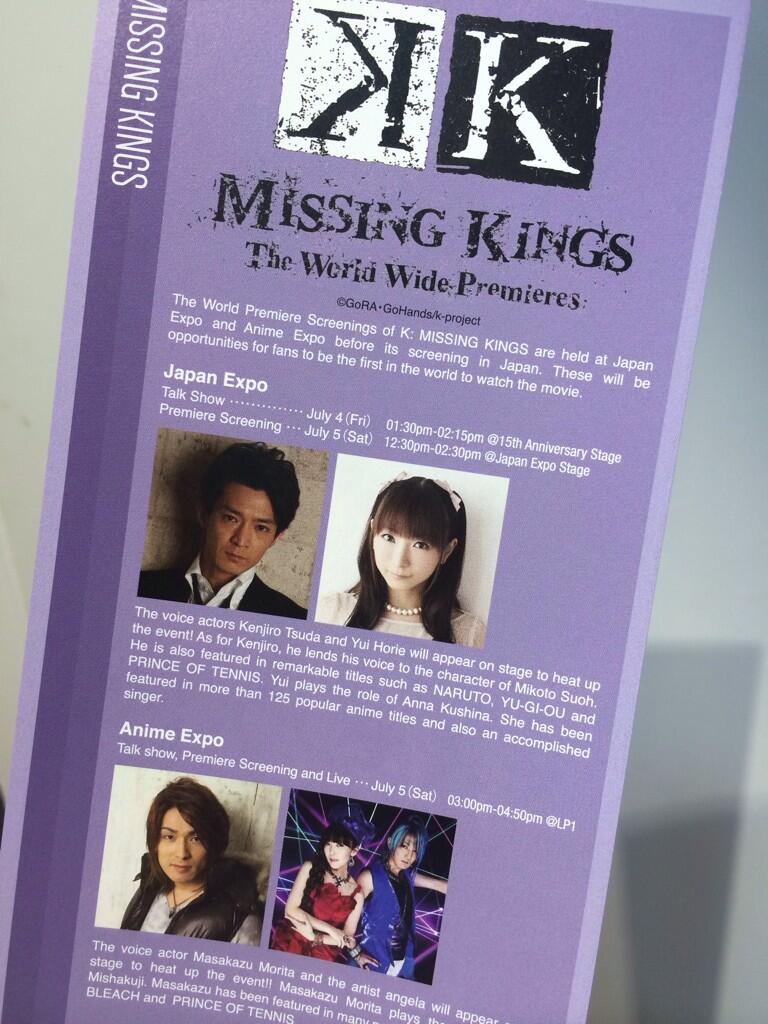 MISSING KINGS
K K
MISSING KINGS
The World Wide Premieres
©GoRA・GoHands/k-project
The World Premiere Screenings of K: MISSING KINGS are held at Japan
Expo and Anime Expo before its screening in Japan. These will be
opportunities for fans to be the first in the world to watch the movie.
Japan Expo
Talk Show ·············· July 4 (Fri) 01:30pm-02:15pm @15th Anniversary Stage
Premiere Screening ··· July 5 (Sat) 12:30pm-02:30pm @Japan Expo Stage
The voice actors Kenjiro Tsuda and Yui Horie will appear on stage to heat up
the event! As for Kenjiro, he lends his voice to the character of Mikoto Suoh.
He is also featured in remarkable titles such as NARUTO, YU-GI-OU and
PRINCE OF TENNIS. Yui plays the role of Anna Kushina. She has been
featured in more than 125 popular anime titles and also an accomplished
singer.
Anime Expo
Talk show, Premiere Screening and Live ··· July 5 (Sat) 03:00pm-04:50pm @LP1
The voice actor Masakazu Morita and the artist angela will appear
stage to heat up the event!! Masakazu Morita plays the
Mishakuji. Masakazu has been featured in many
BLEACH and PRINCE OF TENNIS